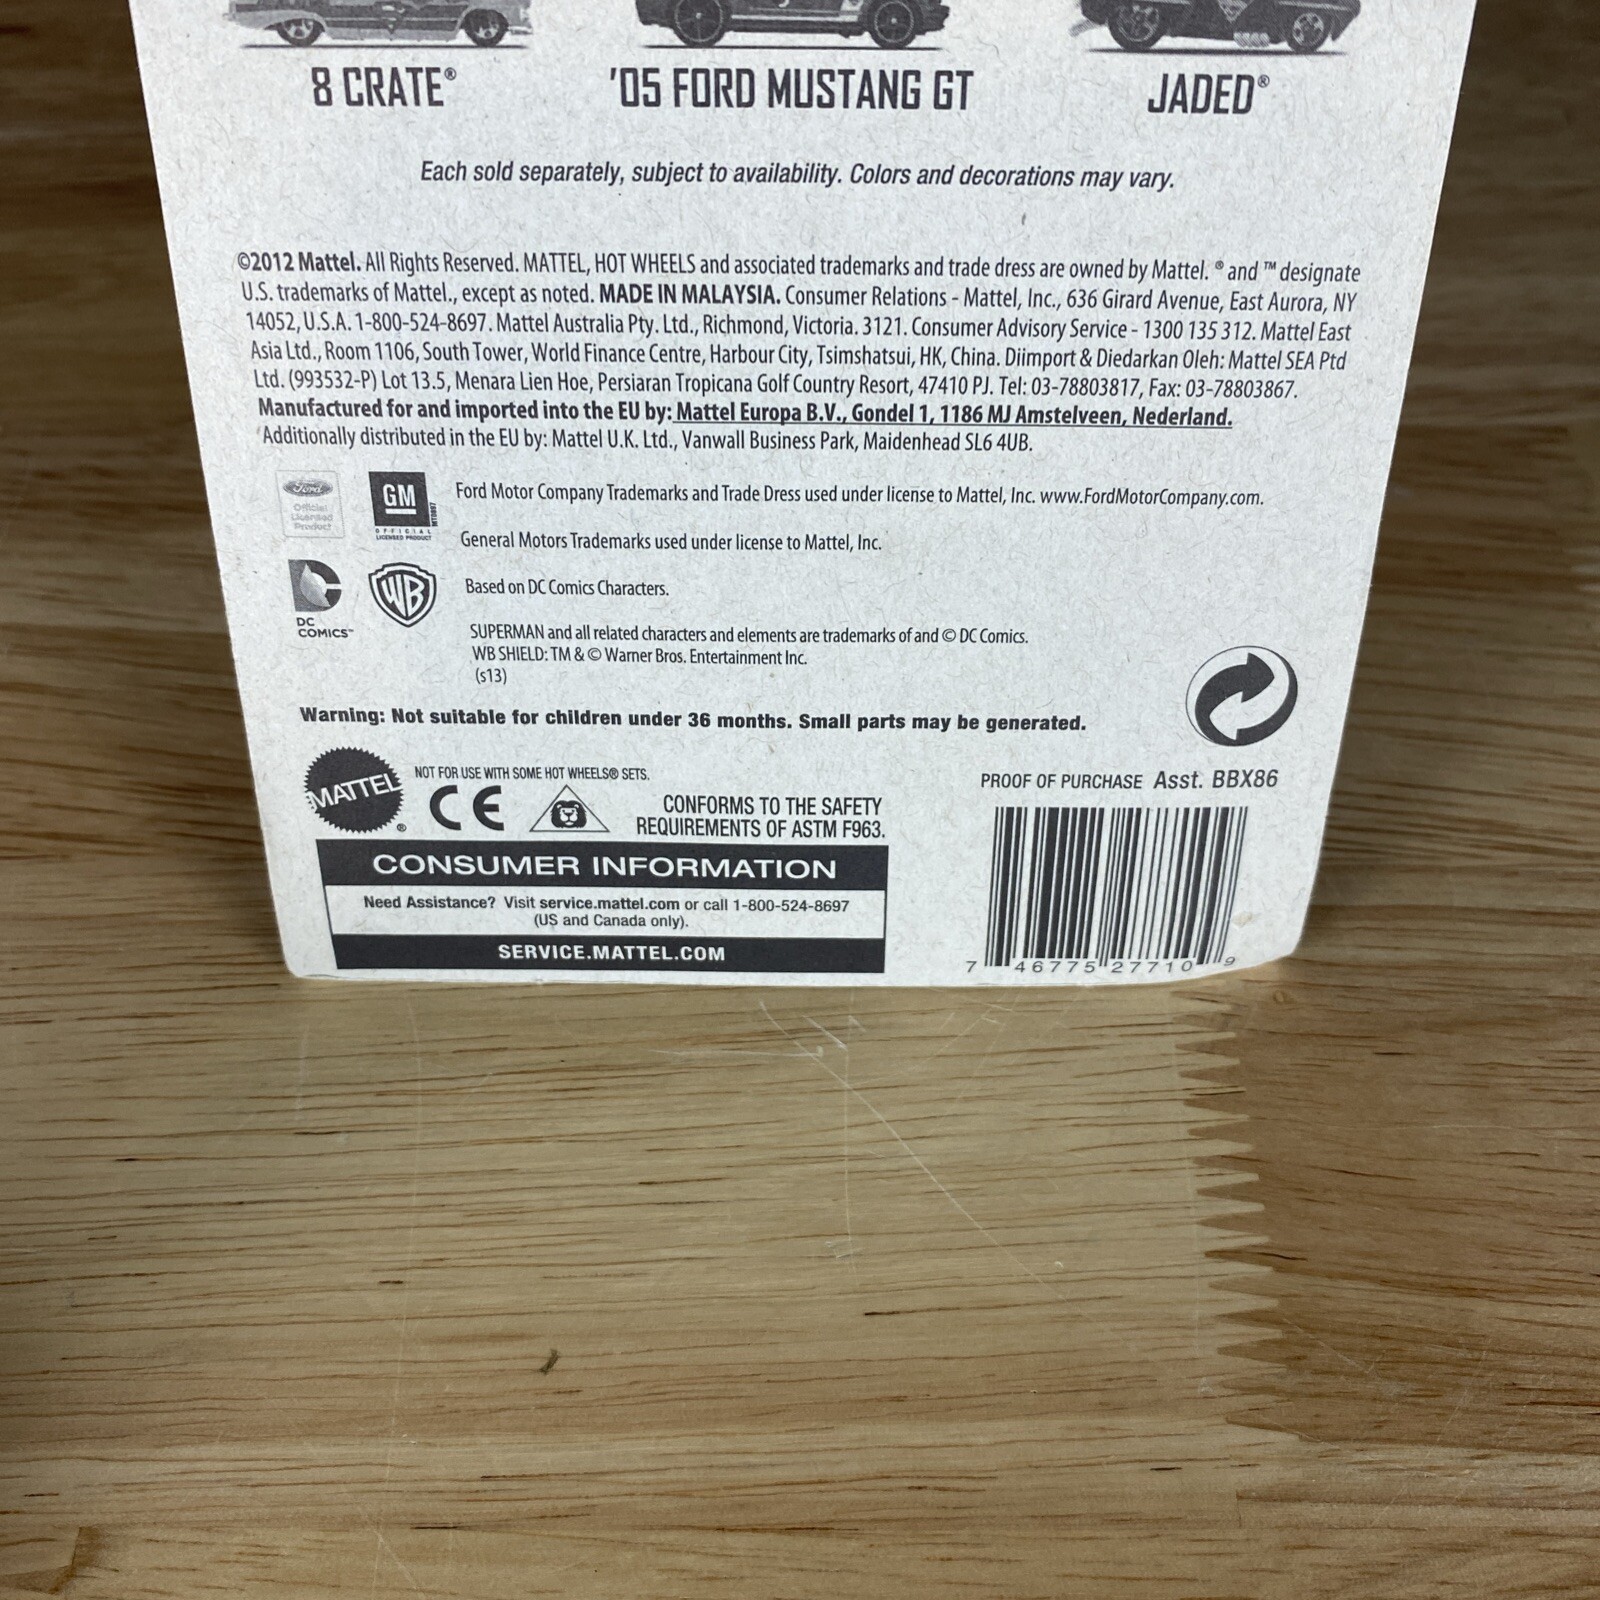 8 CRATE®
'05 FORD MUSTANG GT
JADED®
Each sold separately, subject to availability. Colors and decorations may vary.
©2012 Mattel. All Rights Reserved. MATTEL, HOT WHEELS and associated trademarks and trade dress are owned by Mattel. ® and ™ designate
U.S. trademarks of Mattel., except as noted. MADE IN MALAYSIA. Consumer Relations - Mattel, Inc., 636 Girard Avenue, East Aurora, NY
14052, U.S.A. 1-800-524-8697. Mattel Australia Pty. Ltd., Richmond, Victoria. 3121. Consumer Advisory Service - 1300 135 312. Mattel East
Asia Ltd., Room 1106, South Tower, World Finance Centre, Harbour City, Tsimshatsui, HK, China. Diimport & Diedarkan Oleh: Mattel SEA Ptd
Ltd. (993532-P) Lot 13.5, Menara Lien Hoe, Persiaran Tropicana Golf Country Resort, 47410 PJ. Tel: 03-78803817, Fax: 03-78803867.
Manufactured for and imported into the EU by: Mattel Europa B.V., Gondel 1, 1186 MJ Amstelveen, Nederland.
Additionally distributed in the EU by: Mattel U.K. Ltd., Vanwall Business Park, Maidenhead SL6 4UB.
Ford
Official
Licensed
Product
GM
OFFICIAL
LICENSED PRODUCT
Ford Motor Company Trademarks and Trade Dress used under license to Mattel, Inc. www.FordMotorCompany.com.
General Motors Trademarks used under license to Mattel, Inc.
DC
COMICS™
WB
Based on DC Comics Characters.
SUPERMAN and all related characters and elements are trademarks of and © DC Comics.
WB SHIELD: TM & © Warner Bros. Entertainment Inc.
(s13)
Warning: Not suitable for children under 36 months. Small parts may be generated.
MATTEL®
NOT FOR USE WITH SOME HOT WHEELS® SETS.
CE
CONFORMS TO THE SAFETY
REQUIREMENTS OF ASTM F963.
CONSUMER INFORMATION
Need Assistance? Visit service.mattel.com or call 1-800-524-8697
(US and Canada only).
SERVICE.MATTEL.COM
PROOF OF PURCHASE Asst. BBX86
7 46775 27710 9